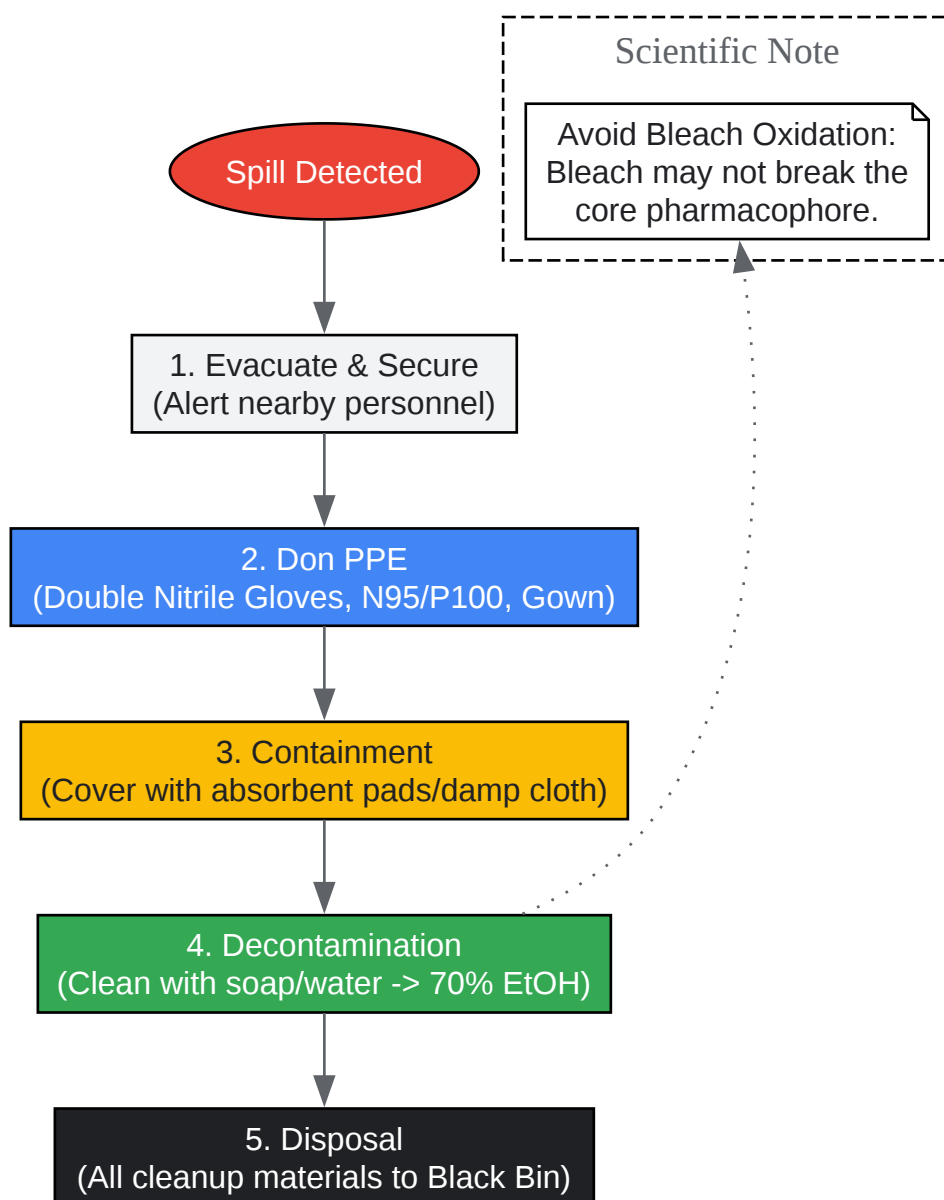 Scientific Note
Avoid Bleach Oxidation:
Bleach may not break the
core pharmacophore.
Spill Detected
1. Evacuate & Secure
(Alert nearby personnel)
2. Don PPE
(Double Nitrile Gloves, N95/P100, Gown)
3. Containment
(Cover with absorbent pads/damp cloth)
4. Decontamination
(Clean with soap/water -> 70% EtOH)
5. Disposal
(All cleanup materials to Black Bin)